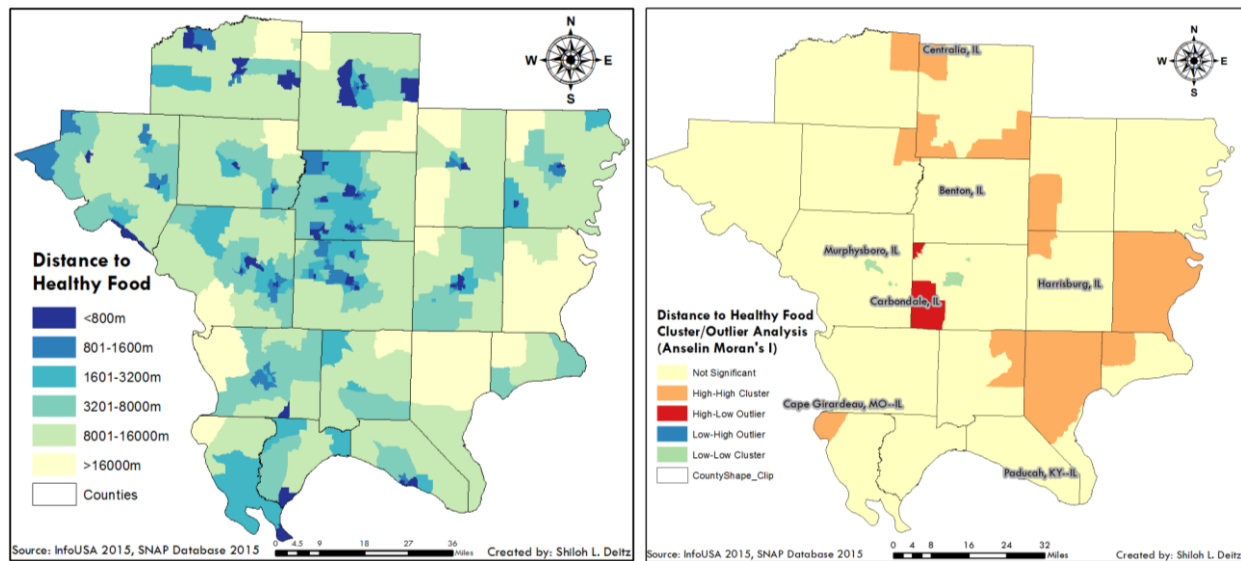 N
W E
S
Distance to
Healthy Food
<800m
801-1600m
1601-3200m
3201-8000m
8001-16000m
>16000m
Counties
Source: InfoUSA 2015, SNAP Database 2015
0 4.5 9 18 27 36
Miles
Created by: Shiloh L. Deitz
N
W E
S
Centralia, IL
Benton, IL
Murphysboro, IL
Carbondale, IL
Harrisburg, IL
Cape Girardeau, MO--IL
Paducah, KY--IL
Distance to Healthy Food
Cluster/Outlier Analysis
(Anselin Moran's I)
Not Significant
High-High Cluster
High-Low Outlier
Low-High Outlier
Low-Low Cluster
CountyShape_Clip
Source: InfoUSA 2015, SNAP Database 2015
0 4 8 16 24 32
Miles
Created by: Shiloh L. Deitz